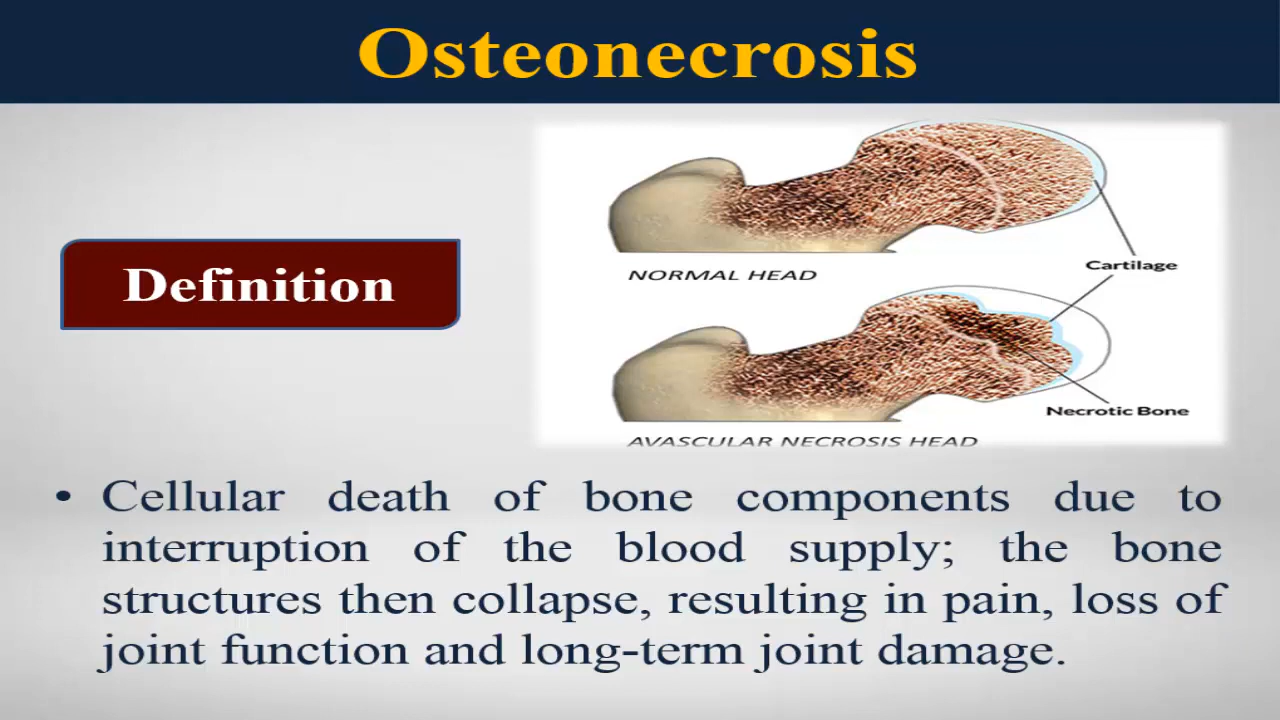 Osteonecrosis
Definition
NORMAL HEAD
Cartilage
Necrotic Bone
AVASCULAR NECROSIS HEAD
• Cellular death of bone components due to
interruption of the blood supply; the bone
structures then collapse, resulting in pain, loss of
joint function and long-term joint damage.